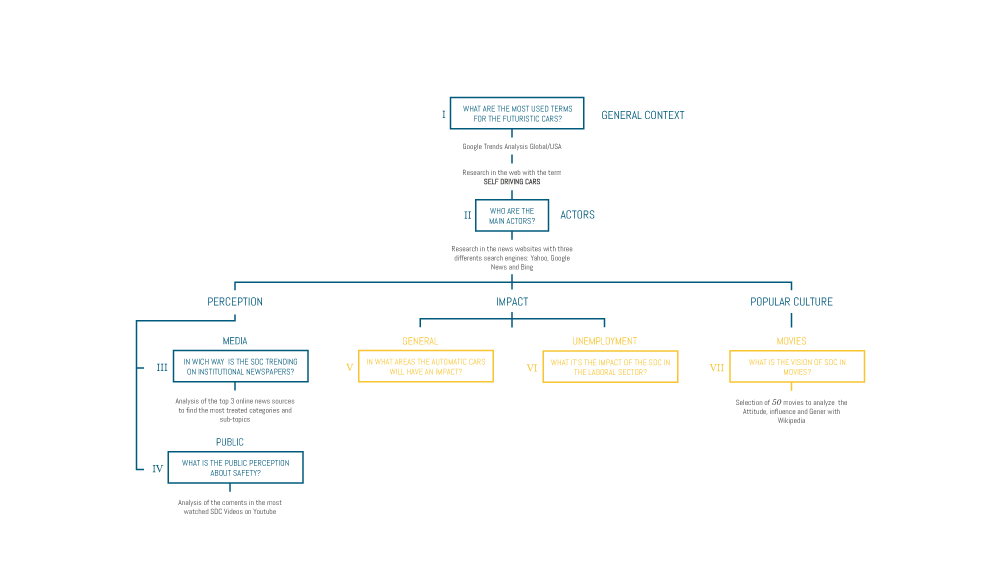 I
WHAT ARE THE MOST USED TERMS
FOR THE FUTURISTIC CARS?
GENERAL CONTEXT
Google Trends Analysis Global/USA
Research in the web with the term
SELF DRIVING CARS
II
WHO ARE THE
MAIN ACTORS?
ACTORS
Research in the news websites with three
differents search engines: Yahoo, Google
News and Bing
PERCEPTION
IMPACT
POPULAR CULTURE
MEDIA
III
IN WICH WAY IS THE SDC TRENDING
ON INSTITUTIONAL NEWSPAPERS?
Analysis of the top 3 online news sources
to find the most treated categories and
sub-topics
PUBLIC
IV
WHAT IS THE PUBLIC PERCEPTION
ABOUT SAFETY?
Analysis of the coments in the most
watched SDC Videos on Youtube
GENERAL
V
IN WHAT AREAS THE AUTOMATIC CARS
WILL HAVE AN IMPACT?
UNEMPLOYMENT
VI
WHAT IT'S THE IMPACT OF THE SDC IN
THE LABORAL SECTOR?
MOVIES
VII
WHAT IS THE VISION OF SDC IN
MOVIES?
Selection of 50 movies to analyze the
Attitude, influence and Gener with
Wikipedia